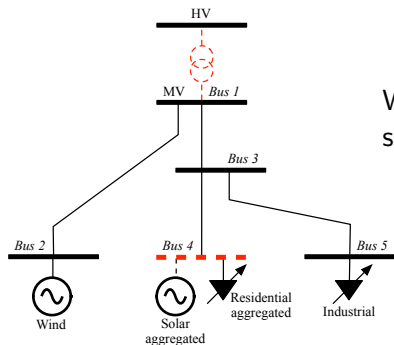 HV
MV
Bus 1
W
s
Bus 3
Bus 2
Bus 4
Bus 5
Wind
Solar
aggregated
Residential
aggregated
Industrial